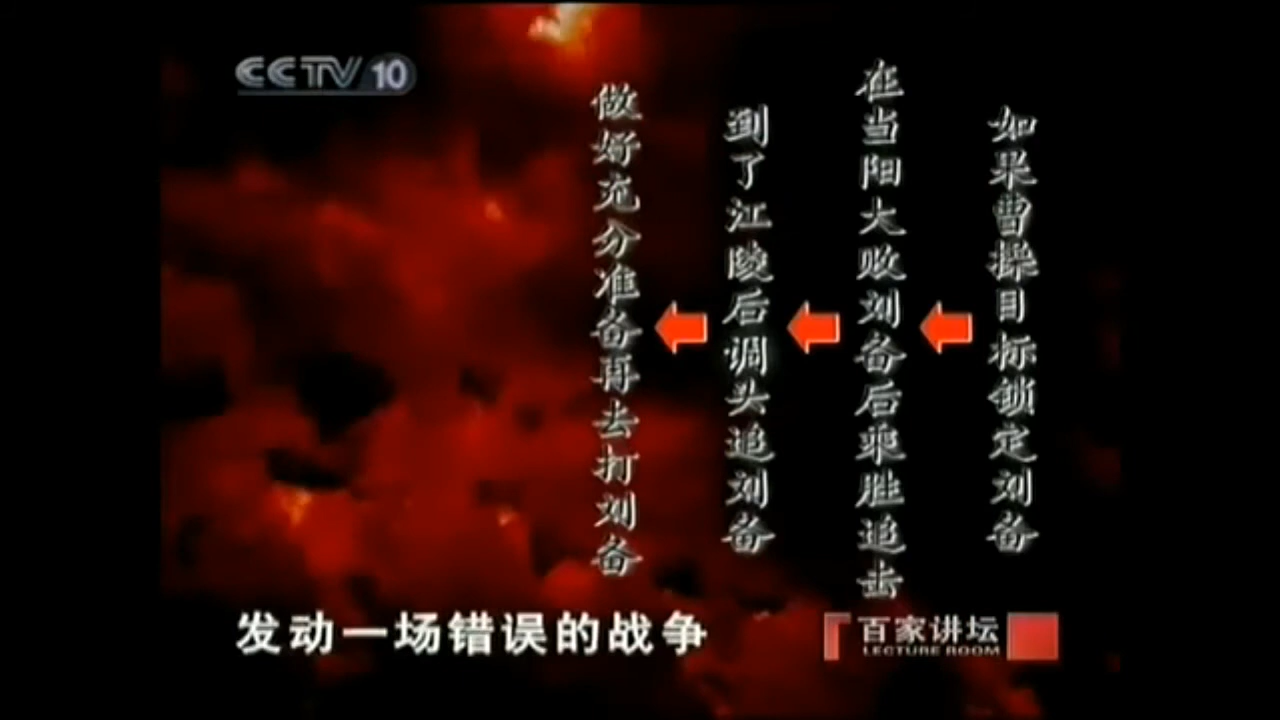 CCTV 10
如果曹操目标锁定刘备
在当阳大败刘备后乘胜追击
到了江陵后调头追刘备
做好充分准备再去打刘备
发动一场错误的战争
百家讲坛
LECTURE ROOM